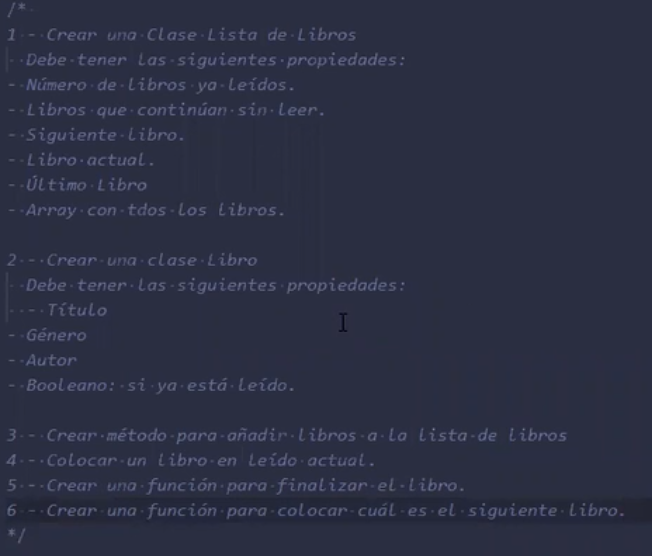 /*
1 - Crear una Clase Lista de Libros
Debe tener las siguientes propiedades:
- Número de libros ya leídos.
- Libros que continúan sin leer.
- Siguiente libro.
- Libro actual.
- Último Libro
- Array con tdos los libros.
2 - Crear una clase Libro
Debe tener las siguientes propiedades:
- Título
- Género
- Autor
- Booleano: si ya está leído.
3 - Crear método para añadir libros a la lista de libros
4 - Colocar un libro en leído actual.
5 - Crear una función para finalizar el libro.
6 - Crear una función para colocar cuál es el siguiente libro.
*/